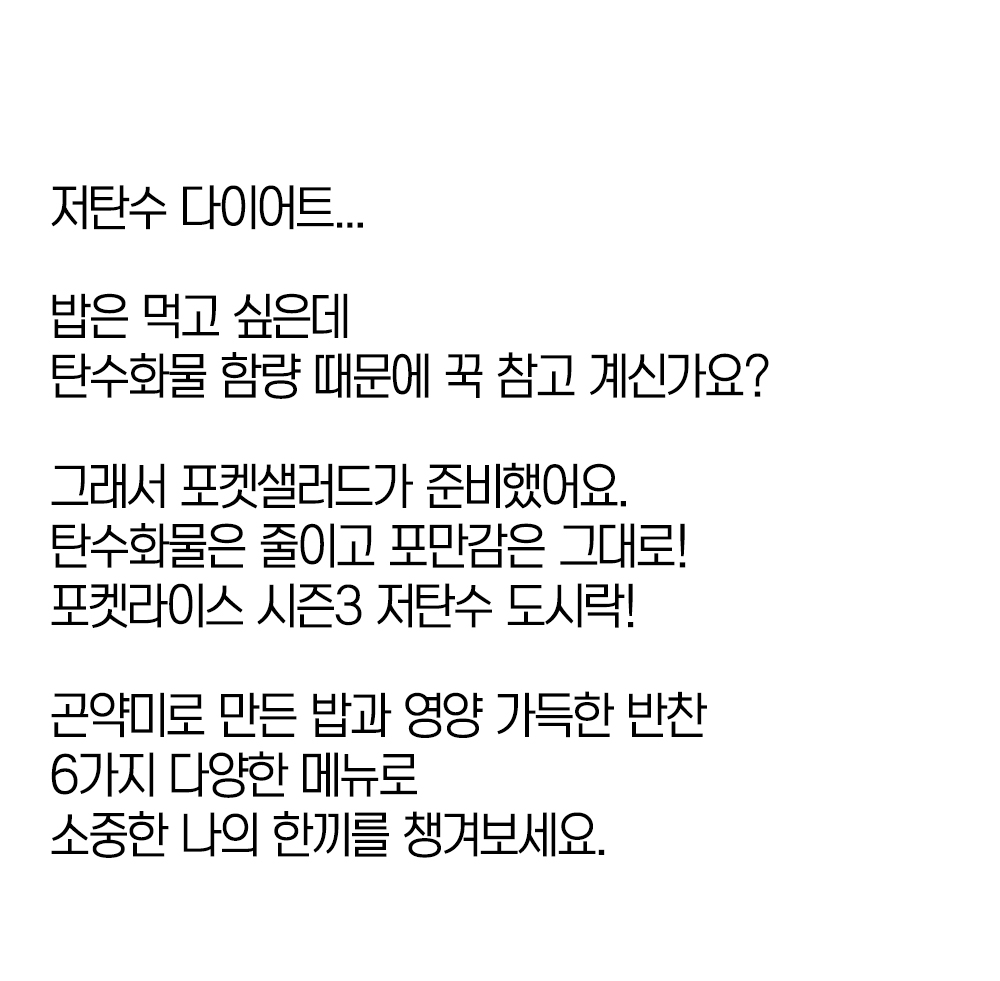 저탄수 다이어트...
밥은 먹고 싶은데
탄수화물 함량 때문에 꾹 참고 계신가요?
그래서 포켓샐러드가 준비했어요.
탄수화물은 줄이고 포만감은 그대로!
포켓라이스 시즌3 저탄수 도시락!
곤약미로 만든 밥과 영양 가득한 반찬
6가지 다양한 메뉴로
소중한 나의 한끼를 챙겨보세요.